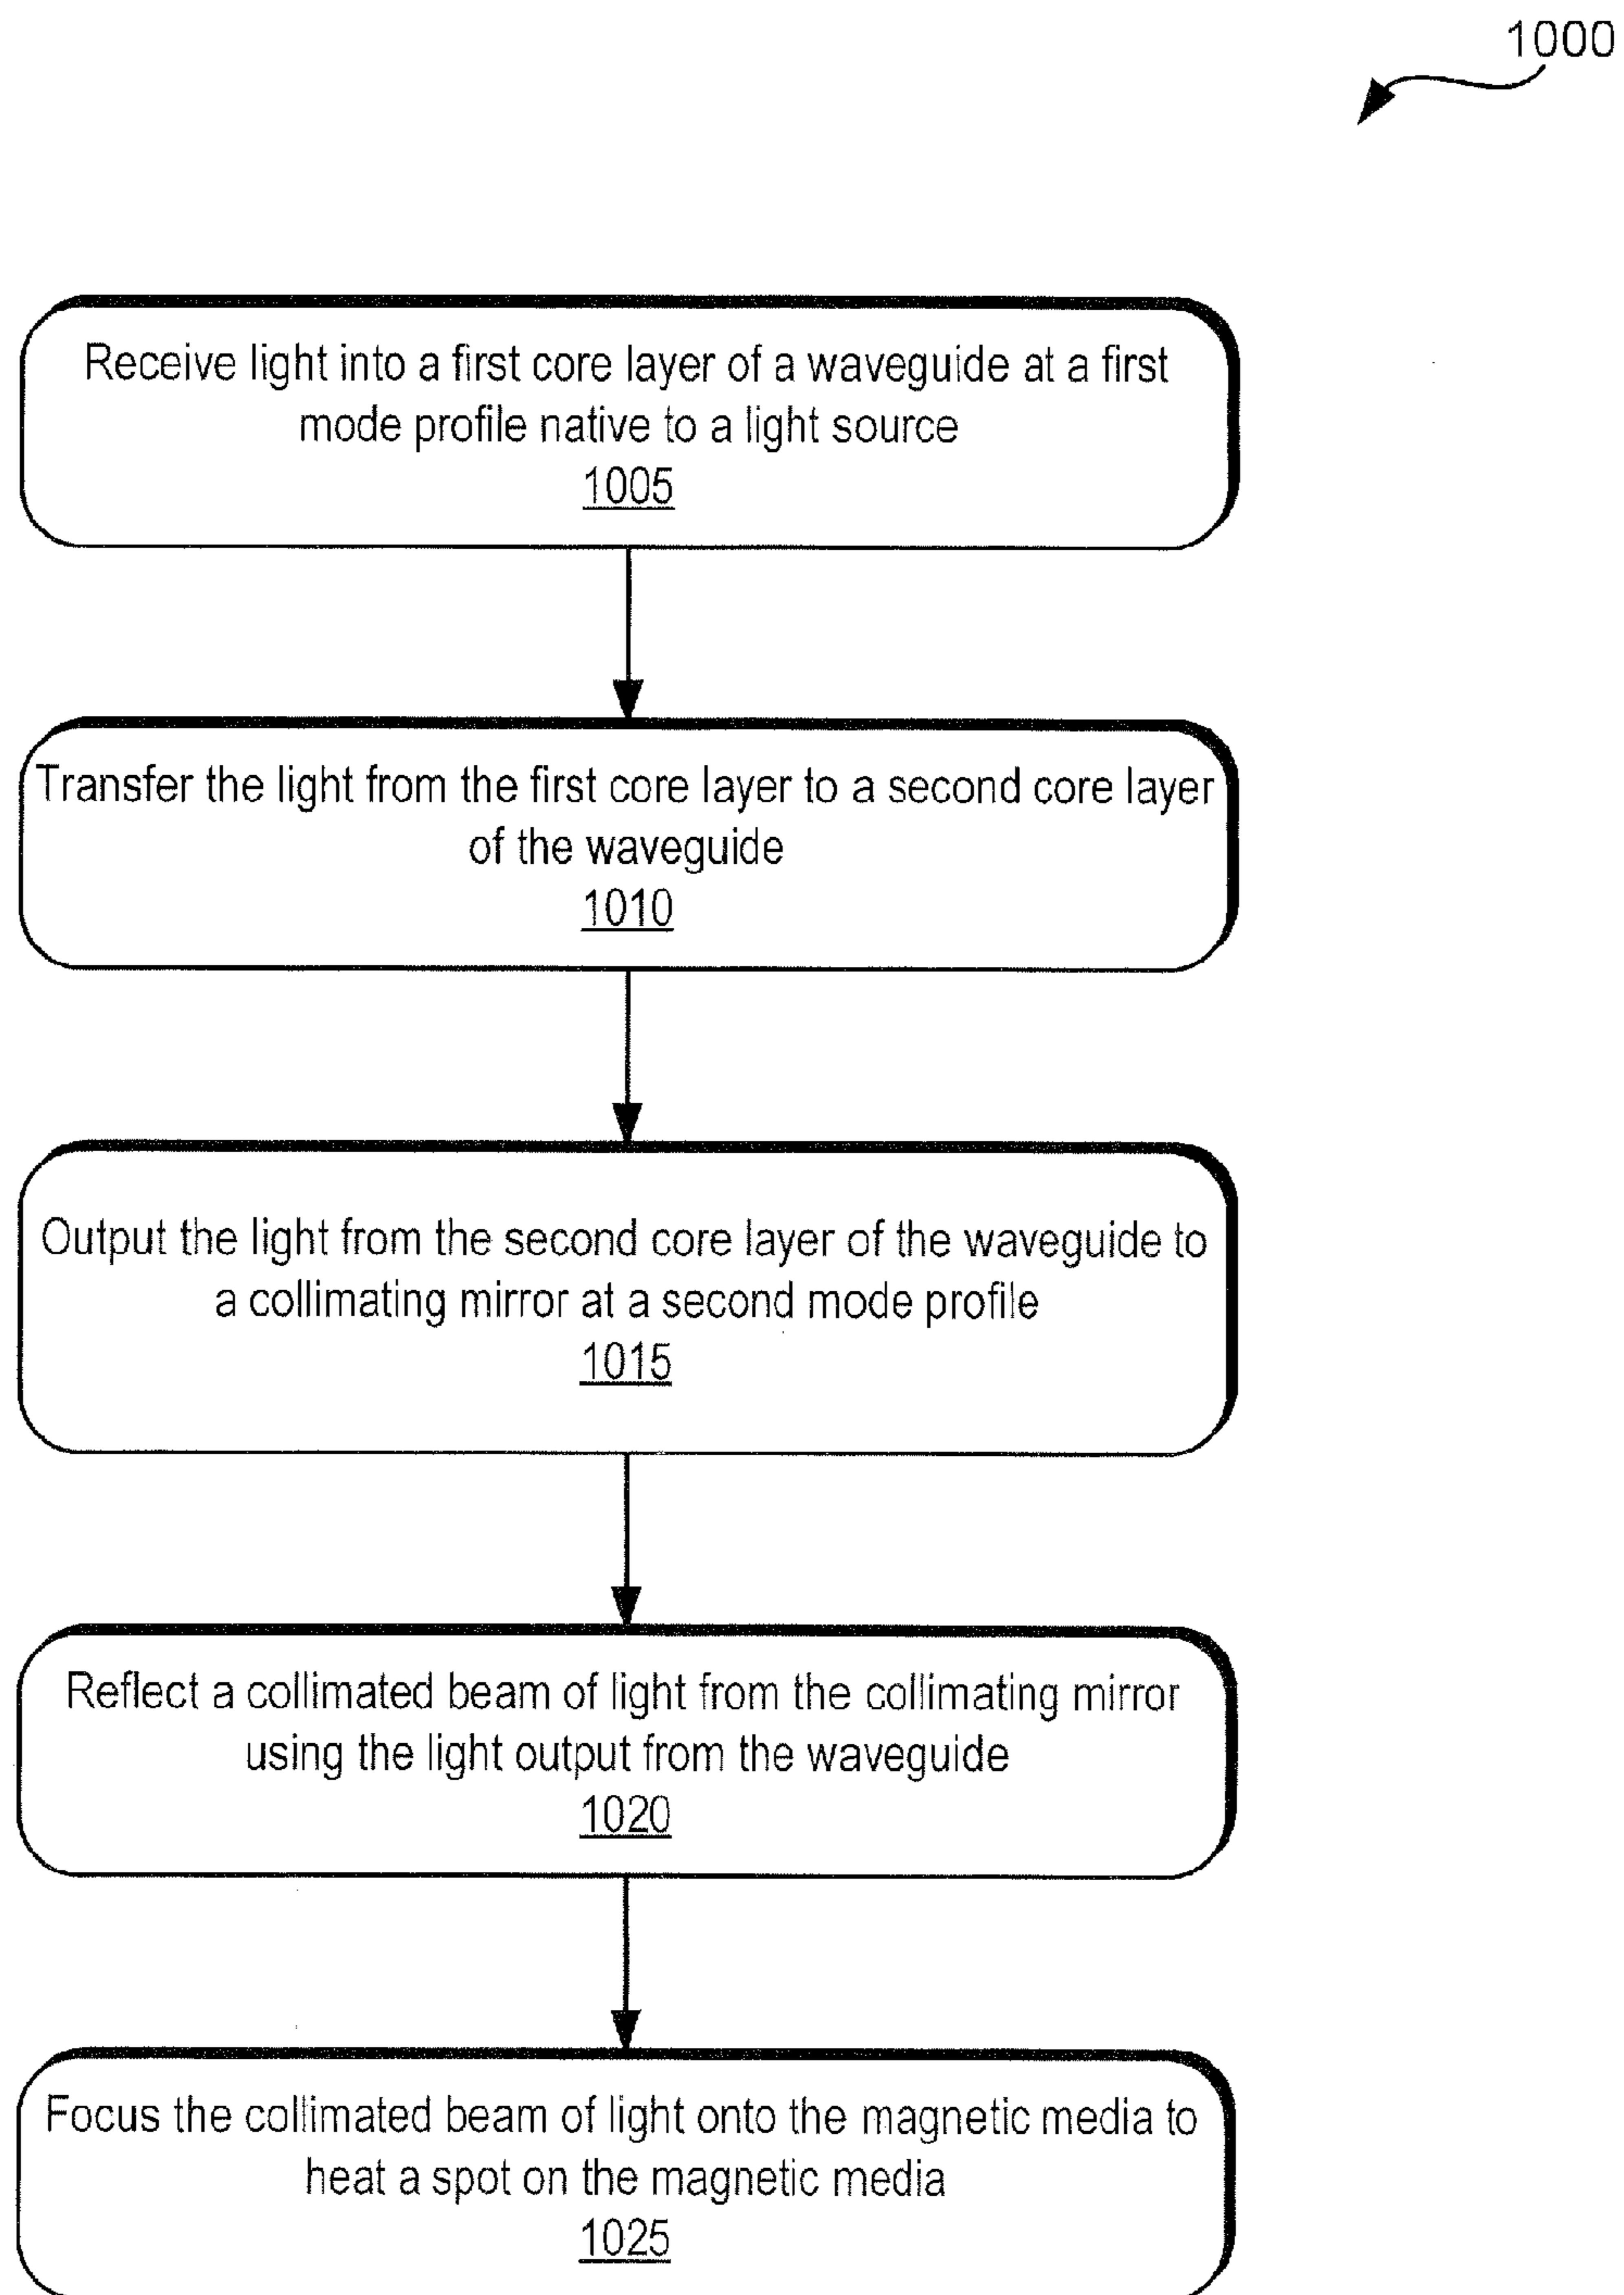 1000
Receive light into a first core layer of a waveguide at a first
mode profile native to a light source
1005
Transfer the light from the first core layer to a second core layer
of the waveguide
1010
Output the light from the second core layer of the waveguide to
a collimating mirror at a second mode profile
1015
Reflect a collimated beam of light from the collimating mirror
using the light output from the waveguide
1020
Focus the collimated beam of light onto the magnetic media to
heat a spot on the magnetic media
1025